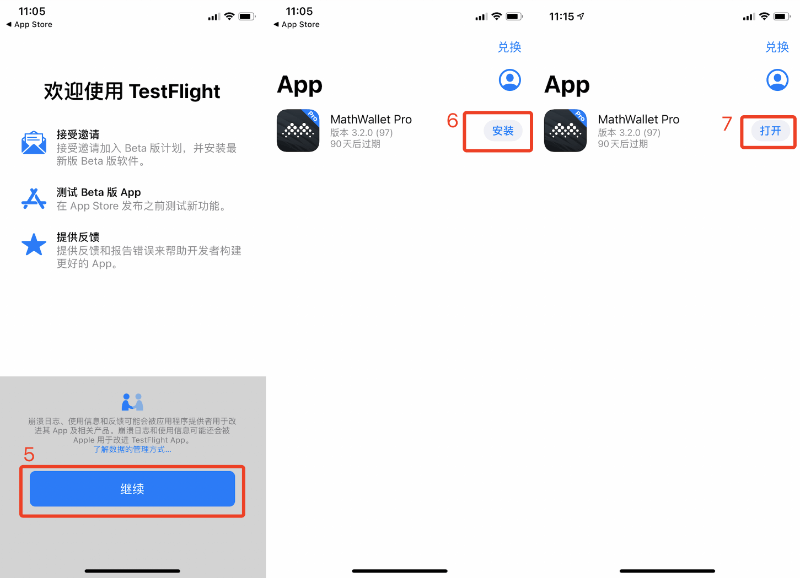 11:05
◀ App Store
欢迎使用 TestFlight
接受邀请
接受邀请加入 Beta 版计划，并安装最
新版 Beta 版软件。
测试 Beta 版 App
在 App Store 发布之前测试新功能。
提供反馈
提供反馈和报告错误来帮助开发者构建
更好的 App。
崩溃日志、使用信息和反馈可能会被应用程序提供者用于改
进其 App 及相关产品。崩溃日志和使用信息可能还会被
Apple 用于改进 TestFlight App。
了解数据的管理方式...
5
继续
11:05
◀ App Store
兑换
App
Pro
MathWallet Pro
版本 3.2.0 (97)
90天后过期
6
安装
11:15
兑换
App
Pro
MathWallet Pro
版本 3.2.0 (97)
90天后过期
7
打开